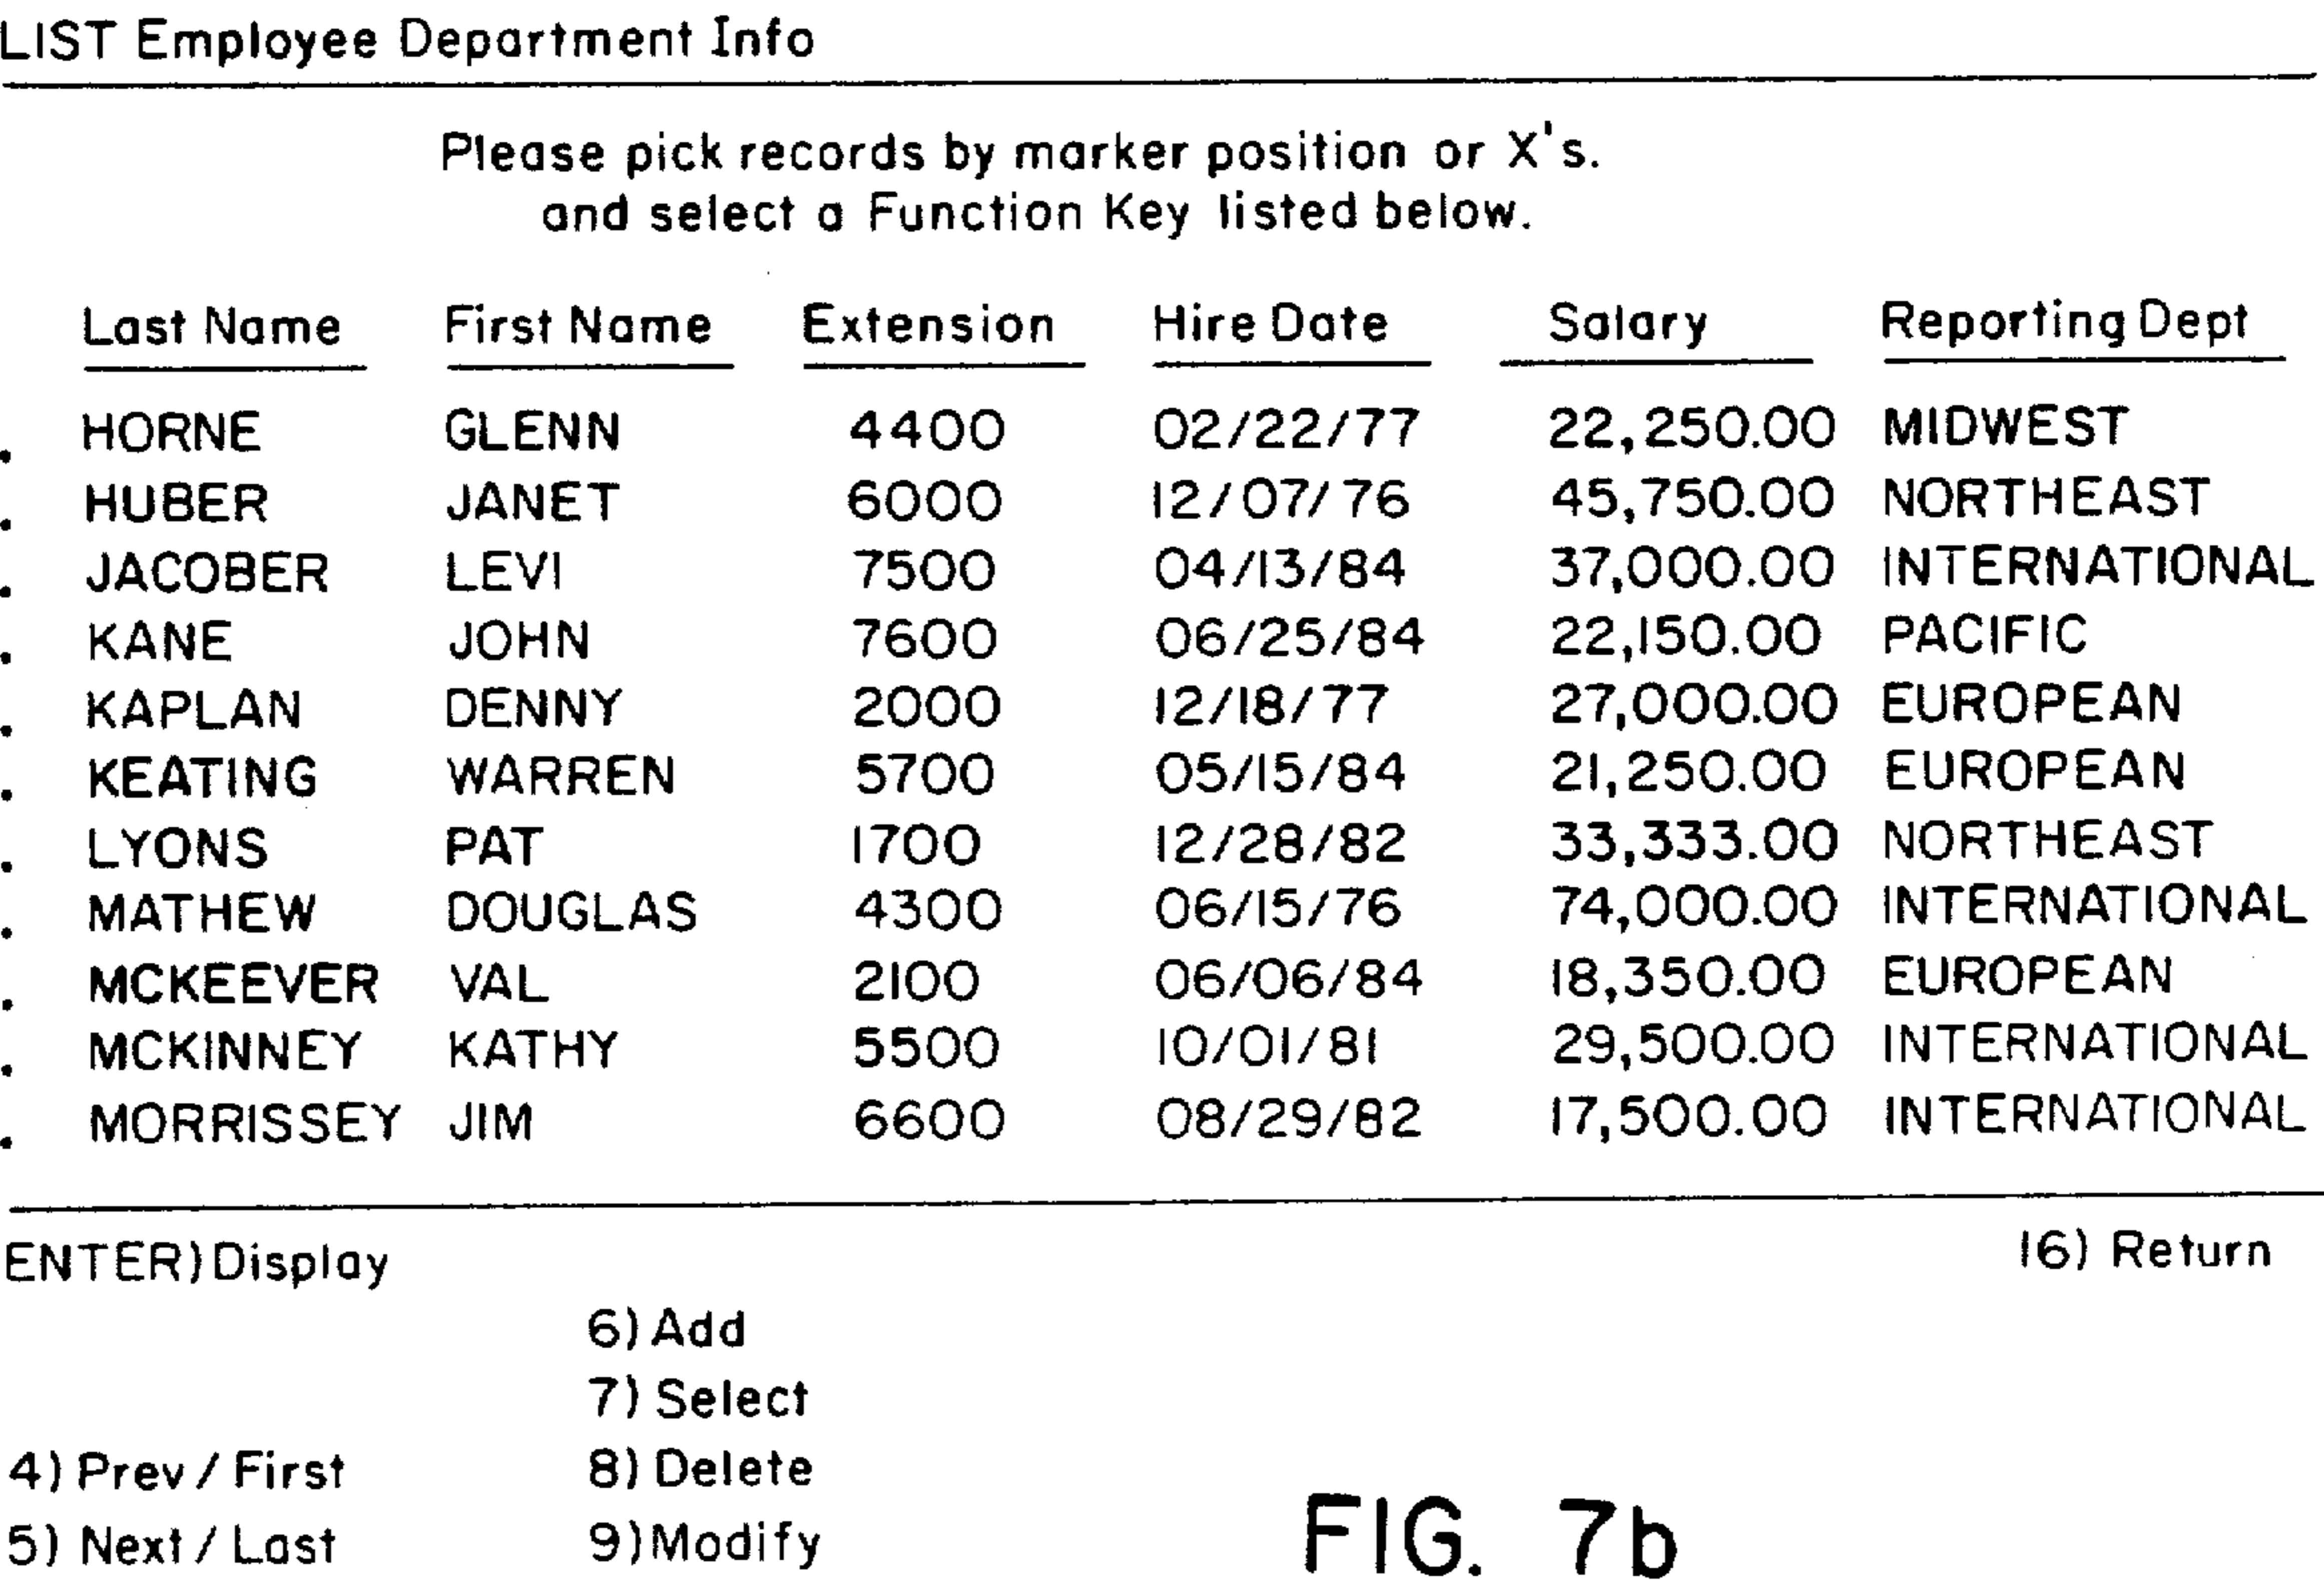 LIST Employee Department Info
Please pick records by marker position or X's.
and select a Function Key listed below.
Last Name First Name Extension Hire Date Salary Reporting Dept
. HORNE GLENN 4400 02/22/77 22,250.00 MIDWEST
. HUBER JANET 6000 12/07/76 45,750.00 NORTHEAST
. JACOBER LEVI 7500 04/13/84 37,000.00 INTERNATIONAL
. KANE JOHN 7600 06/25/84 22,150.00 PACIFIC
. KAPLAN DENNY 2000 12/18/77 27,000.00 EUROPEAN
. KEATING WARREN 5700 05/15/84 21,250.00 EUROPEAN
. LYONS PAT 1700 12/28/82 33,333.00 NORTHEAST
. MATHEW DOUGLAS 4300 06/15/76 74,000.00 INTERNATIONAL
. MCKEEVER VAL 2100 06/06/84 18,350.00 EUROPEAN
. MCKINNEY KATHY 5500 10/01/81 29,500.00 INTERNATIONAL
. MORRISSEY JIM 6600 08/29/82 17,500.00 INTERNATIONAL
ENTER) Display 16) Return
6) Add
7) Select
4) Prev / First 8) Delete
5) Next / Last 9) Modify
FIG. 7b